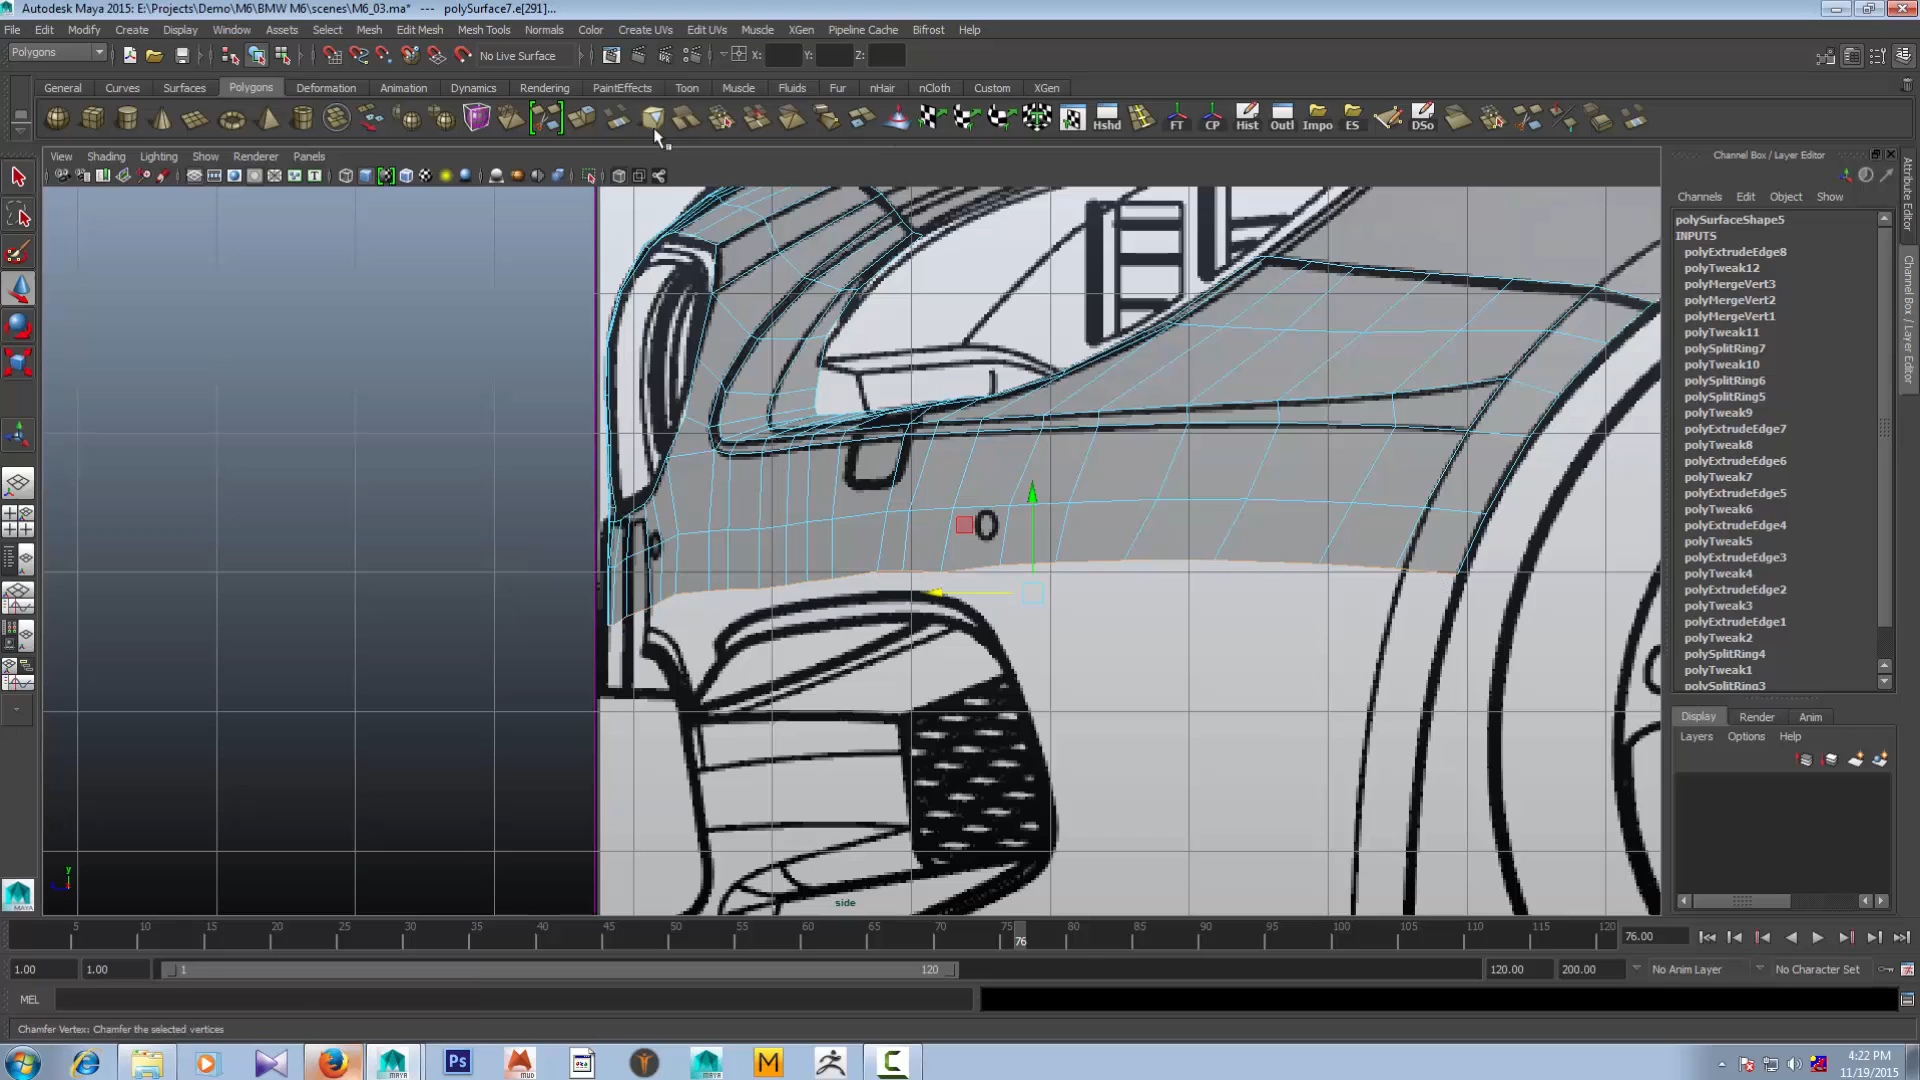 Autodesk Maya 2015: E:\Projects\Demo\M6\BMW M6\scenes\M6_03.ma* --- polySurface7.e[291]...
File Edit Modify Create Display Window Assets Select Mesh Edit Mesh Mesh Tools Normals Color Create UVs Edit UVs Muscle XGen Pipeline Cache Bifrost Help
Polygons No Live Surface X: Y: Z:
General Curves Surfaces Polygons Deformation Animation Dynamics Rendering PaintEffects Toon Muscle Fluids Fur nHair nCloth Custom XGen
Hshd FT CP Hist Outl Impo ES DSo
View Shading Lighting Show Renderer Panels
Channel Box / Layer Editor
Channels Edit Object Show
polySurfaceShape5
INPUTS
polyExtrudeEdge8
polyTweak12
polyMergeVert3
polyMergeVert2
polyMergeVert1
polyTweak11
polySplitRing7
polyTweak10
polySplitRing6
polySplitRing5
polyTweak9
polyExtrudeEdge7
polyTweak8
polyExtrudeEdge6
polyTweak7
polyExtrudeEdge5
polyTweak6
polyExtrudeEdge4
polyTweak5
polyExtrudeEdge3
polyTweak4
polyExtrudeEdge2
polyTweak3
polyExtrudeEdge1
polyTweak2
polySplitRing4
polyTweak1
polySplitRing3
Attribute Editor
Channel Box / Layer Editor
Display Render Anim
Layers Options Help
y
side
5 10 15 20 25 30 35 40 45 50 55 60 65 70 75 80 85 90 95 100 105 110 115 120
76
76.00
1.00 1.00 1 120 120.00 200.00 No Anim Layer No Character Set
MEL
Chamfer Vertex: Chamfer the selected vertices
4:22 PM
11/19/2015